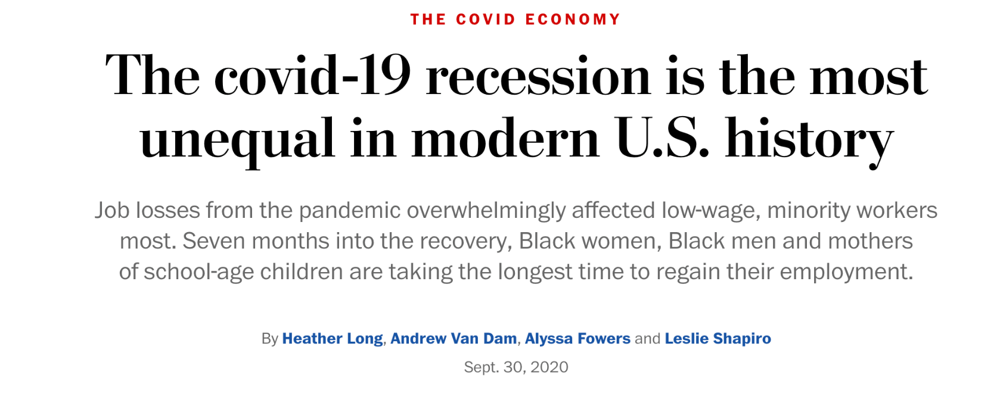 THE COVID ECONOMY
The covid-19 recession is the most
unequal in modern U.S. history
Job losses from the pandemic overwhelmingly affected low-wage, minority workers
most. Seven months into the recovery, Black women, Black men and mothers
of school-age children are taking the longest time to regain their employment.
By Heather Long, Andrew Van Dam, Alyssa Fowers and Leslie Shapiro
Sept. 30, 2020